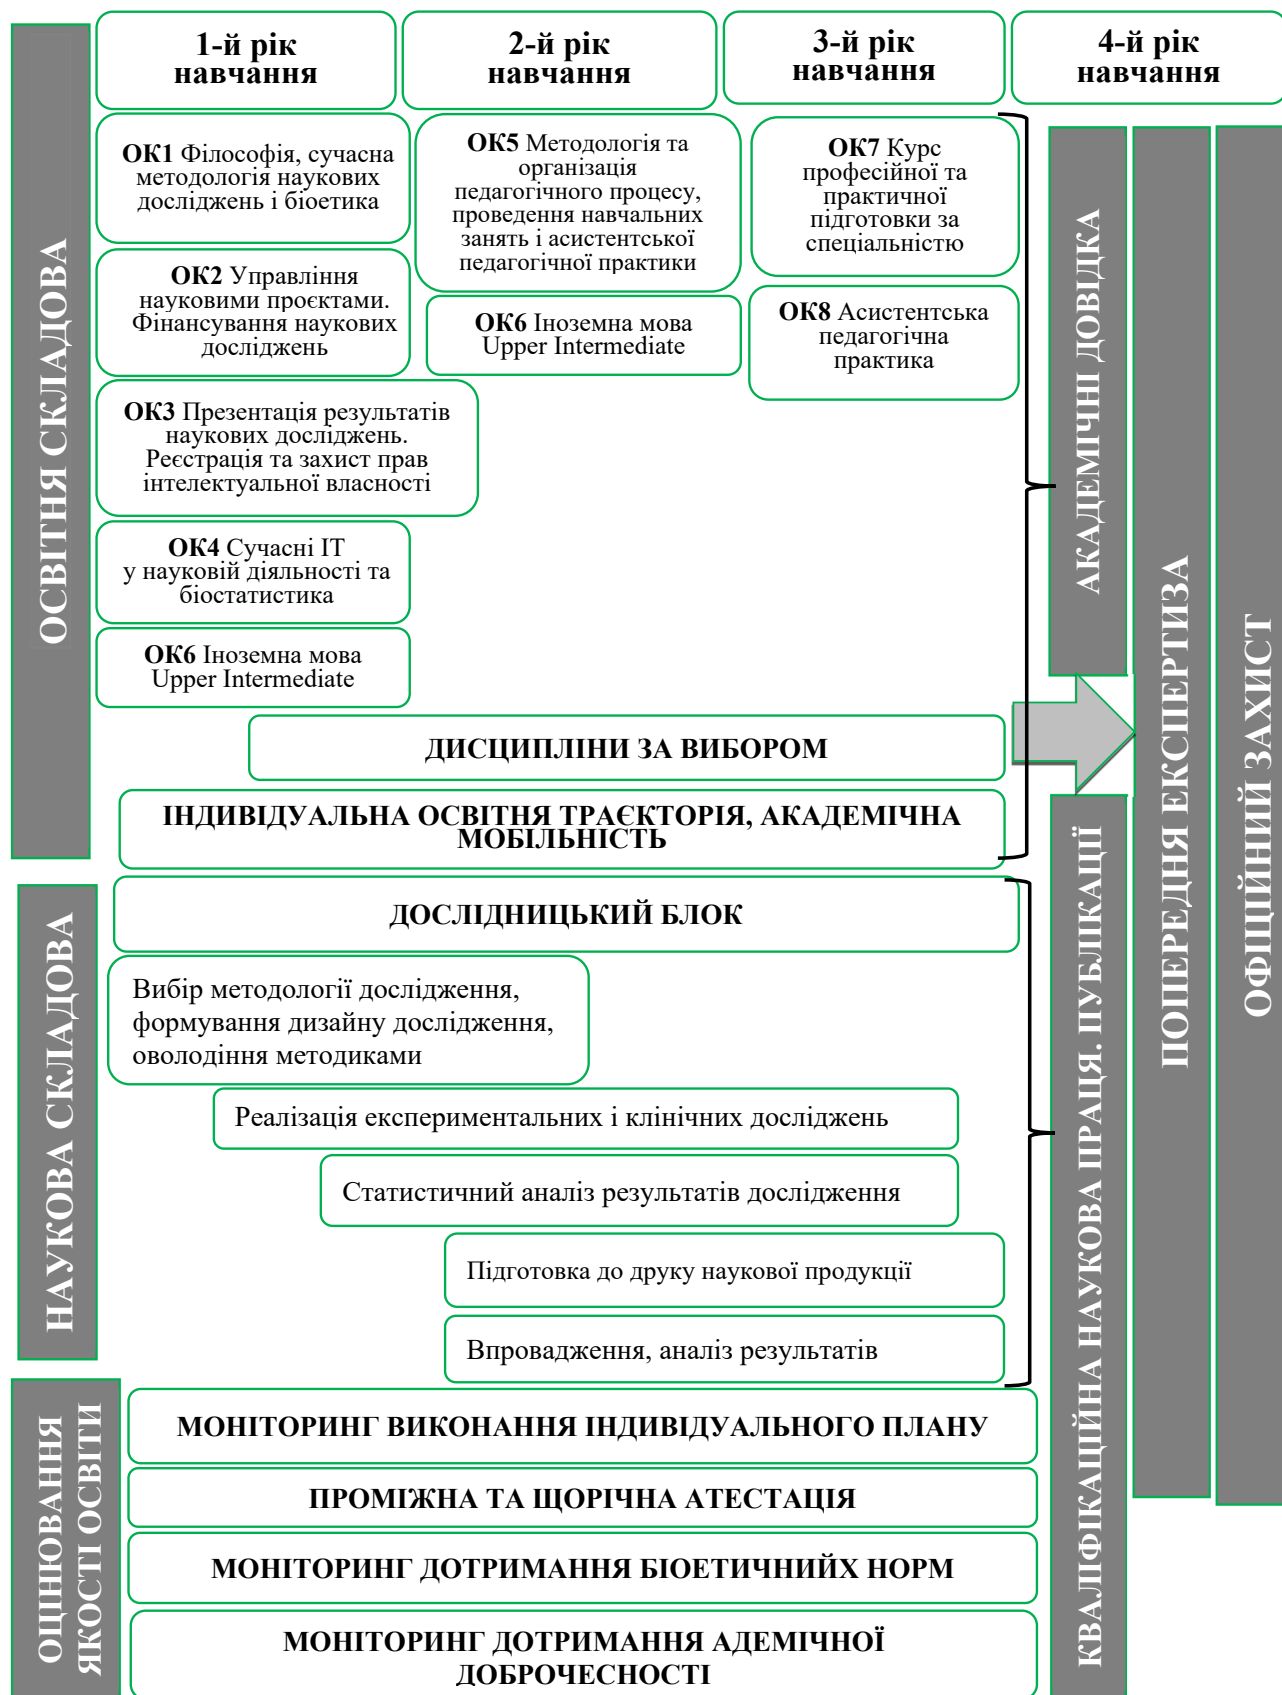 1-й рік
навчання
2-й рік
навчання
3-й рік
навчання
4-й рік
навчання
ОСВІТНЯ СКЛАДОВА
ОК1 Філософія, сучасна
методологія наукових
досліджень і біоетика
ОК2 Управління
науковими проєктами.
Фінансування наукових
досліджень
ОК3 Презентація результатів
наукових досліджень.
Реєстрація та захист прав
інтелектуальної власності
ОК4 Сучасні ІТ
у науковій діяльності та
біостатистика
ОК6 Іноземна мова
Upper Intermediate
ОК5 Методологія та
організація
педагогічного процесу,
проведення навчальних
занять і асистентської
педагогічної практики
ОК6 Іноземна мова
Upper Intermediate
ОК7 Курс
професійної та
практичної
підготовки за
спеціальністю
ОК8 Асистентська
педагогічна
практика
ДИСЦИПЛІНИ ЗА ВИБОРОМ
ІНДИВІДУАЛЬНА ОСВІТНЯ ТРАЄКТОРІЯ, АКАДЕМІЧНА
МОБІЛЬНІСТЬ
АКАДЕМІЧНІ ДОВІДКА
ПОПЕРЕДНЯ ЕКСПЕРТИЗА
ОФІЦІЙНИЙ ЗАХИСТ
НАУКОВА СКЛАДОВА
ДОСЛІДНИЦЬКИЙ БЛОК
Вибір методології дослідження,
формування дизайну дослідження,
оволодіння методиками
Реалізація експериментальних і клінічних досліджень
Статистичний аналіз результатів дослідження
Підготовка до друку наукової продукції
Впровадження, аналіз результатів
КВАЛІФІКАЦІЙНА НАУКОВА ПРАЦЯ. ПУБЛІКАЦІЇ
ОЦІНЮВАННЯ
ЯКОСТІ ОСВІТИ
МОНІТОРИНГ ВИКОНАННЯ ІНДИВІДУАЛЬНОГО ПЛАНУ
ПРОМІЖНА ТА ЩОРІЧНА АТЕСТАЦІЯ
МОНІТОРИНГ ДОТРИМАННЯ БІОЕТИЧНИЙХ НОРМ
МОНІТОРИНГ ДОТРИМАННЯ АДЕМІЧНОЇ
ДОБРОЧЕСНОСТІ